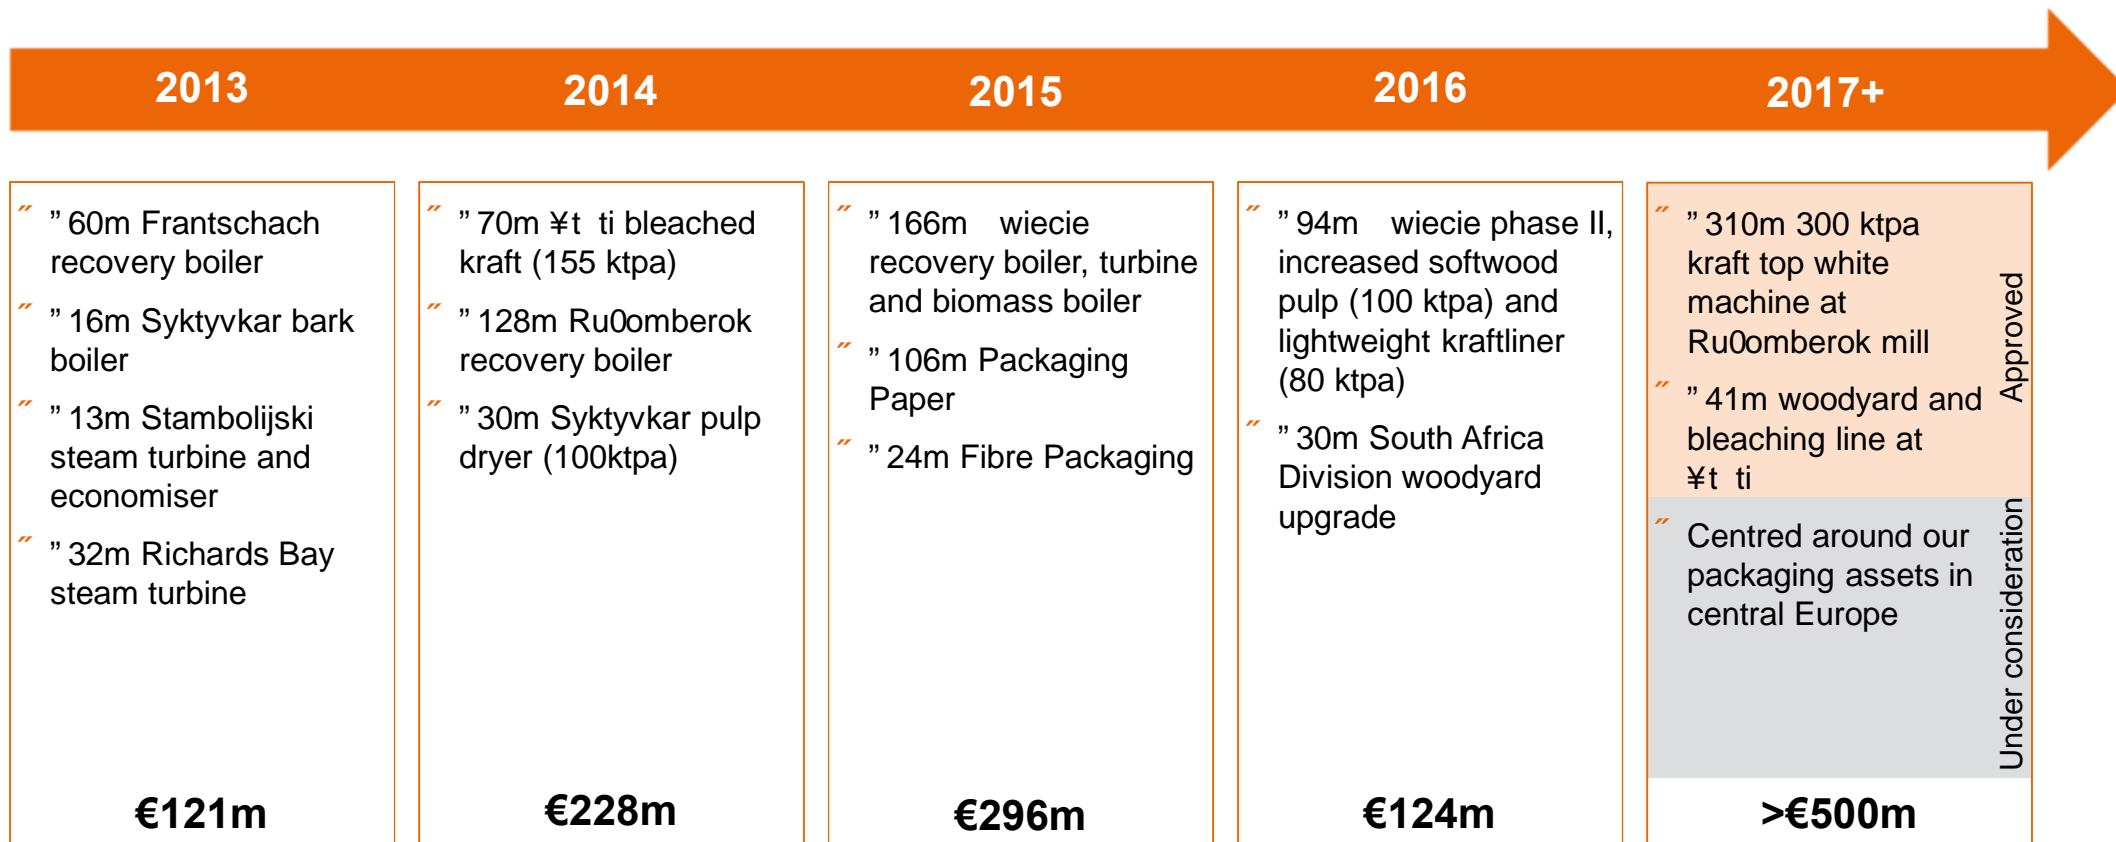 2013
2014
2015
2016
2017+
˝ ” 60m Frantschach
recovery boiler
˝ ” 16m Syktyvkar bark
boiler
˝ ” 13m Stambolijski
steam turbine and
economiser
˝ ” 32m Richards Bay
steam turbine
€121m
˝ ” 70m ¥t ti bleached
kraft (155 ktpa)
˝ ” 128m Ru0omberok
recovery boiler
˝ ” 30m Syktyvkar pulp
dryer (100ktpa)
€228m
˝ ” 166m wiecie
recovery boiler, turbine
and biomass boiler
˝ ” 106m Packaging
Paper
˝ ” 24m Fibre Packaging
€296m
˝ ” 94m wiecie phase II,
increased softwood
pulp (100 ktpa) and
lightweight kraftliner
(80 ktpa)
˝ ” 30m South Africa
Division woodyard
upgrade
€124m
˝ ” 310m 300 ktpa
kraft top white
machine at
Ru0omberok mill
˝ ” 41m woodyard and
bleaching line at
¥t ti
Approved
˝ Centred around our
packaging assets in
central Europe
Under consideration
>€500m